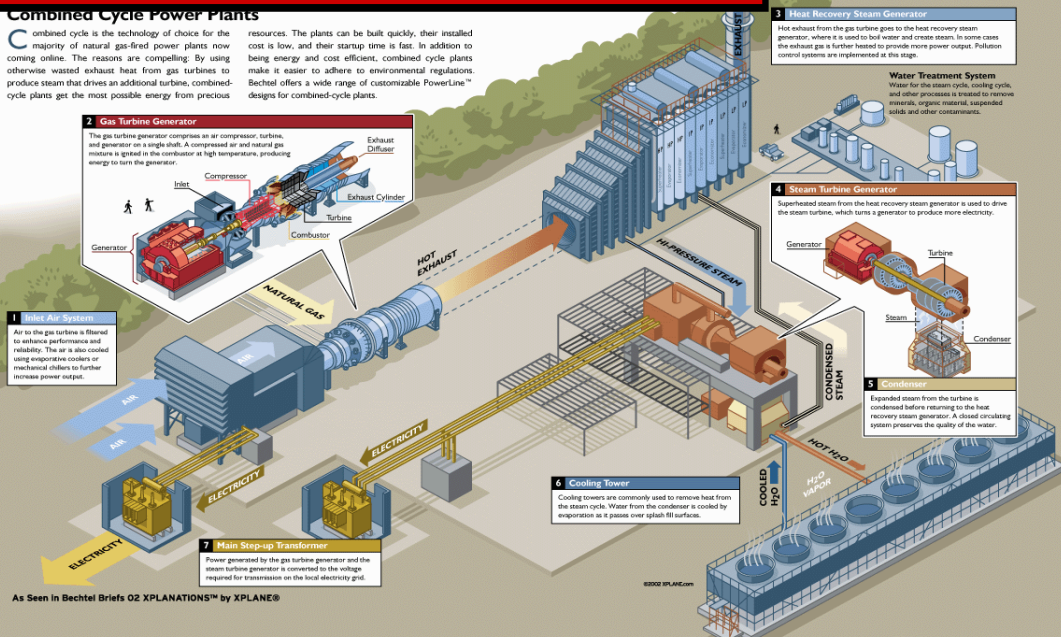 Combined Cycle Power Plants
Combined cycle is the technology of choice for the
majority of natural gas-fired power plants now
coming online. The reasons are compelling: By using
otherwise wasted exhaust heat from gas turbines to
produce steam that drives an additional turbine, combined-
cycle plants get the most possible energy from precious
resources. The plants can be built quickly, their installed
cost is low, and their startup time is fast. In addition to
being energy and cost efficient, combined cycle plants
make it easier to adhere to environmental regulations.
Bechtel offers a wide range of customizable PowerLine™
designs for combined-cycle plants.
EXHAUST
3 Heat Recovery Steam Generator
Hot exhaust from the gas turbine goes to the heat recovery steam
generator, where it is used to boil water and create steam. In some cases
the exhaust gas is further heated to provide more power output. Pollution
control systems are implemented at this stage.
Water Treatment System
Water for the steam cycle, cooling cycle,
and other processes is treated to remove
minerals, organic material, suspended
solids and other contaminants.
2 Gas Turbine Generator
The gas turbine generator comprises an air compressor, turbine,
and generator on a single shaft. A compressed air and natural gas
mixture is ignited in the combustor at high temperature, producing
energy to turn the generator.
Exhaust
Diffuser
Compressor
Inlet
Exhaust Cylinder
Turbine
Combustor
Generator
4 Steam Turbine Generator
Superheated steam from the heat recovery steam generator is used to drive
the steam turbine, which turns a generator to produce more electricity.
Generator
Turbine
Steam
Condenser
HOT
EXHAUST
HI-PRESSURE STEAM
NATURAL GAS
1 Inlet Air System
Air to the gas turbine is filtered
to enhance performance and
reliability. The air is also cooled
using evaporative coolers or
mechanical chillers to further
increase power output.
AIR
AIR
AIR
CONDENSED
STEAM
5 Condenser
Expanded steam from the turbine is
condensed before returning to the heat
recovery steam generator. A closed circulating
system preserves the quality of the water.
ELECTRICITY
ELECTRICITY
HOT H2O
H2O
VAPOR
COOLED
H2O
6 Cooling Tower
Cooling towers are commonly used to remove heat from
the steam cycle. Water from the condenser is cooled by
evaporation as it passes over splash fill surfaces.
ELECTRICITY
7 Main Step-up Transformer
Power generated by the gas turbine generator and the
steam turbine generator is converted to the voltage
required for transmission on the local electricity grid.
©2002 XPLANE.com
As Seen in Bechtel Briefs 02 XPLANATIONS™ by XPLANE®